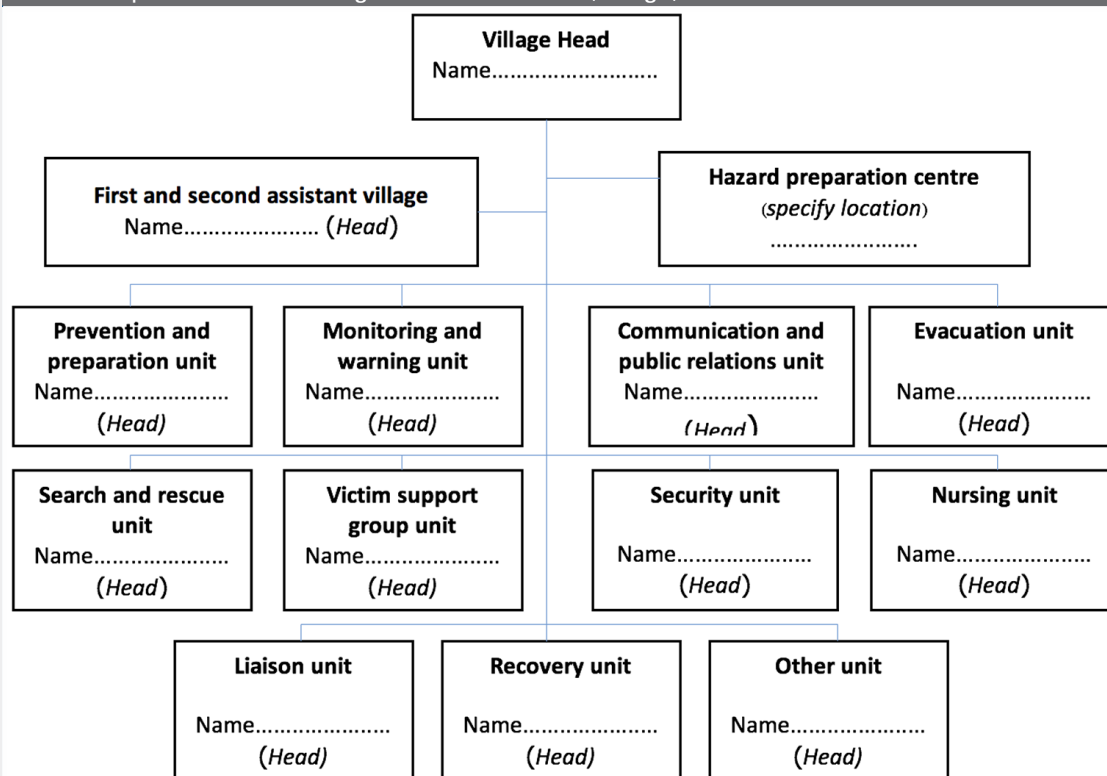 Village Head
Name...........................
First and second assistant village
Name...................... (Head)
Hazard preparation centre
(specify location)
........................
Prevention and
preparation unit
Name......................
(Head)
Monitoring and
warning unit
Name......................
(Head)
Communication and
public relations unit
Name......................
(Head)
Evacuation unit
Name......................
(Head)
Search and rescue
unit
Name......................
(Head)
Victim support
group unit
Name......................
(Head)
Security unit
Name......................
(Head)
Nursing unit
Name......................
(Head)
Liaison unit
Name......................
(Head)
Recovery unit
Name......................
(Head)
Other unit
Name......................
(Head)